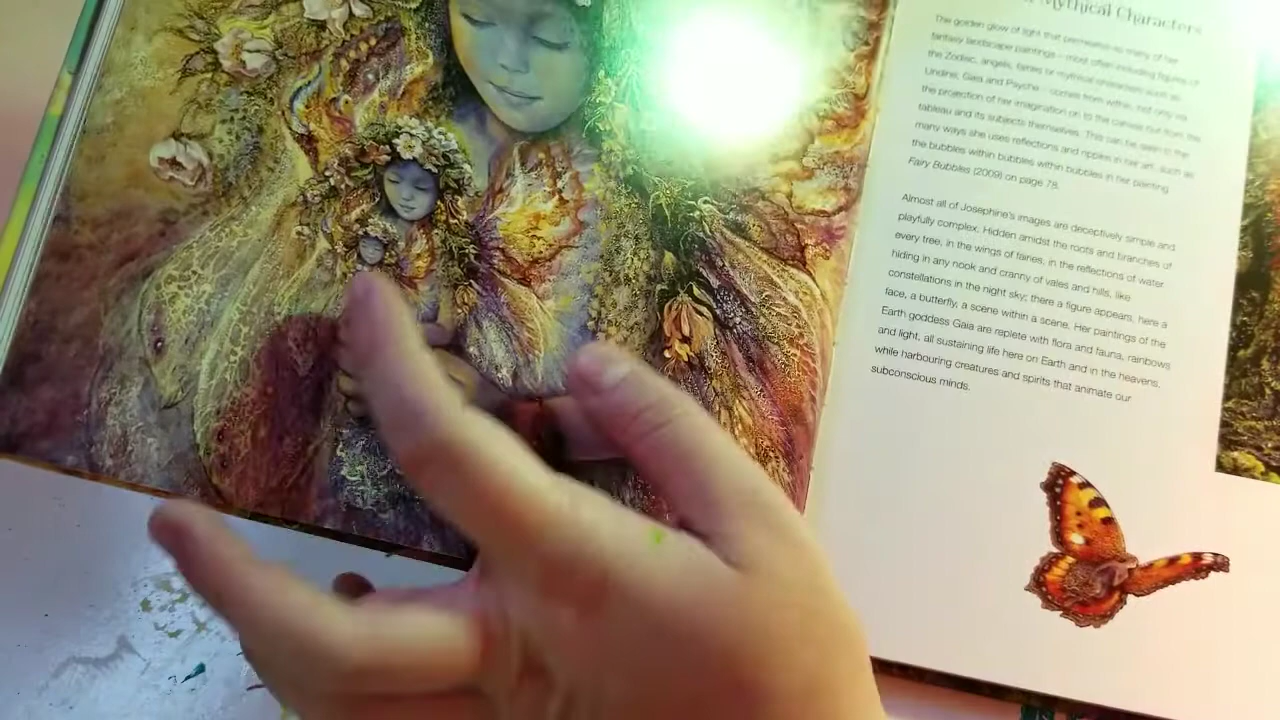 Mythical Characters
The golden glow of light that permeates so many of her
fantasy landscape paintings – most often including figures of
the Zodiac, angels, fairies or mythical characters such as
Undine, Gaia and Psyche – comes from within, not only via
the projection of her imagination on to the canvas but from the
tableau and its subjects themselves. This can be seen in the
many ways she uses reflections and ripples in her art, such as
the bubbles within bubbles within bubbles in her painting
Fairy Bubbles (2009) on page 78.
Almost all of Josephine's images are deceptively simple and
playfully complex. Hidden amidst the roots and branches of
every tree, in the wings of fairies, in the reflections of water
hiding in any nook and cranny of vales and hills, like
constellations in the night sky; there a figure appears, here a
face, a butterfly, a scene within a scene. Her paintings of the
Earth goddess Gaia are replete with flora and fauna, rainbows
and light, all sustaining life here on Earth and in the heavens,
while harbouring creatures and spirits that animate our
subconscious minds.